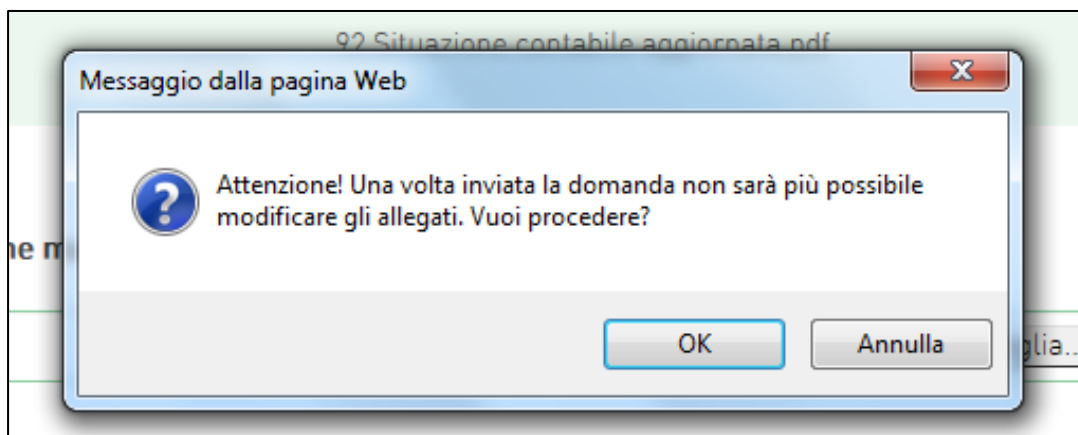 92 Situazione contabile aggiornata.pdf
Messaggio dalla pagina Web
Attenzione! Una volta inviata la domanda non sarà più possibile
modificare gli allegati. Vuoi procedere?
OK
Annulla